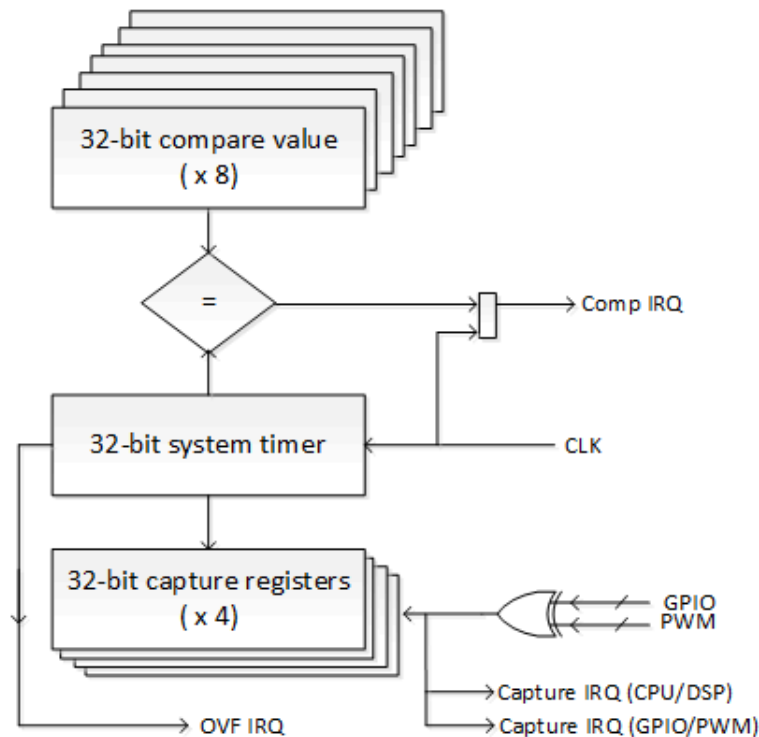 32-bit compare value
( x 8)
=
Comp IRQ
32-bit system timer
CLK
32-bit capture registers
( x 4)
GPIO
PWM
Capture IRQ (CPU/DSP)
OVF IRQ
Capture IRQ (GPIO/PWM)